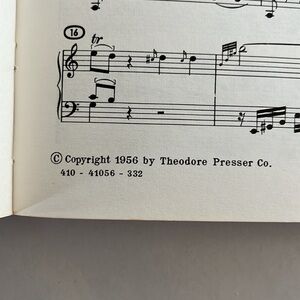 16
tr
© Copyright 1956 by Theodore Presser Co.
410 - 41056 - 332